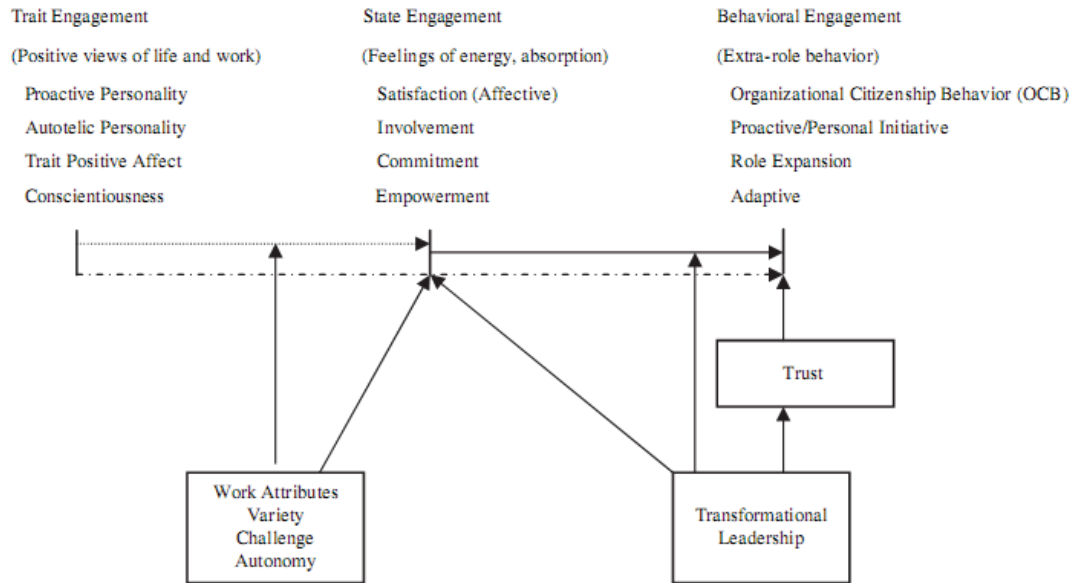 Trait Engagement
(Positive views of life and work)
Proactive Personality
Autotelic Personality
Trait Positive Affect
Conscientiousness
State Engagement
(Feelings of energy, absorption)
Satisfaction (Affective)
Involvement
Commitment
Empowerment
Behavioral Engagement
(Extra-role behavior)
Organizational Citizenship Behavior (OCB)
Proactive/Personal Initiative
Role Expansion
Adaptive
Trust
Work Attributes
Variety
Challenge
Autonomy
Transformational
Leadership